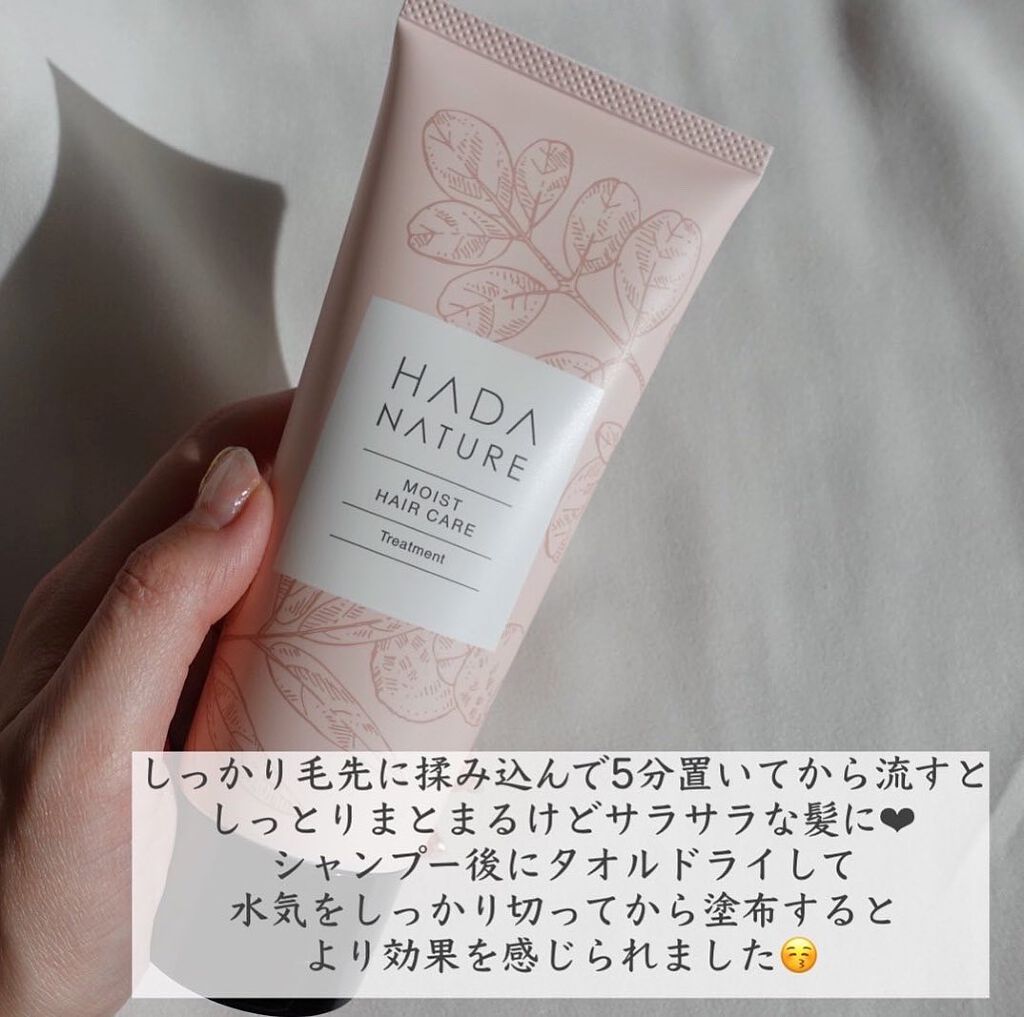 HADA
NATURE
MOIST
HAIR CARE
Treatment
しっかり毛先に揉み込んで5分置いてから流すと
しっとりまとまるけどサラサラな髪に❤
シャンプー後にタオルドライして
水気をしっかり切ってから塗布すると
より効果を感じられました😚